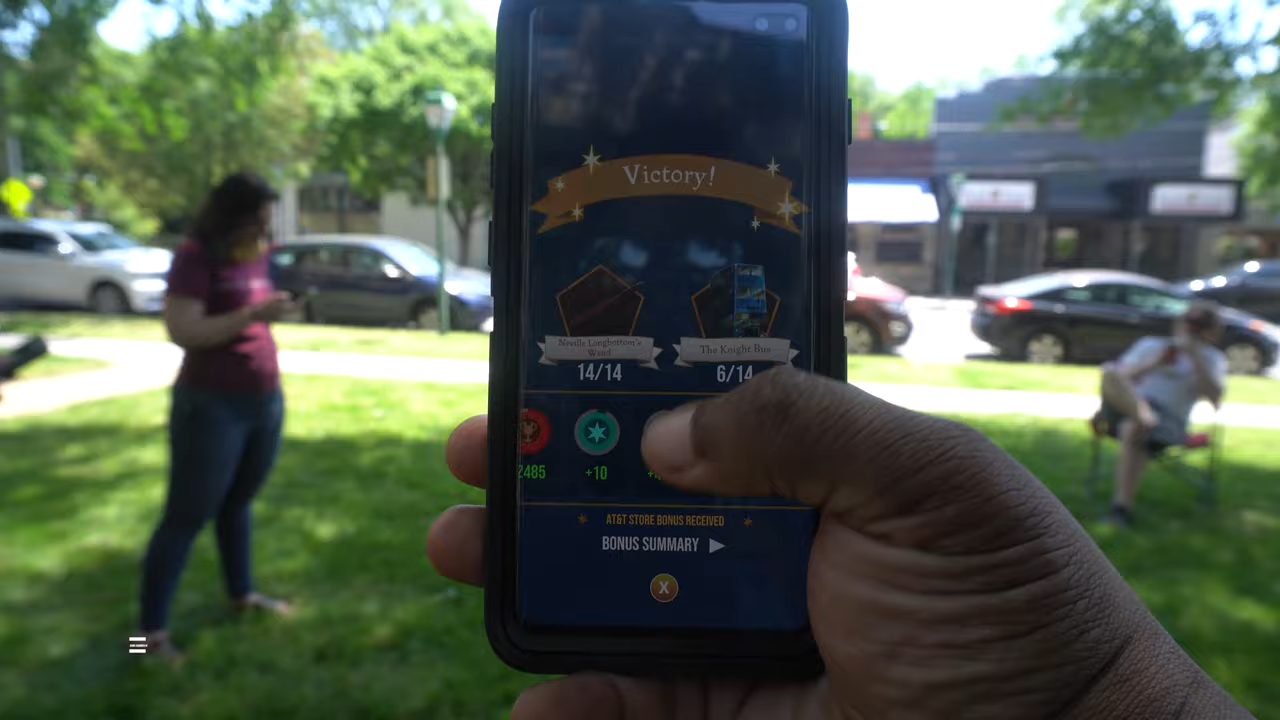 Victory!
Neville Longbottom's
Wand
The Knight Bus
14/14
6/14
2485
+10
AT&T STORE BONUS RECEIVED
BONUS SUMMARY
X